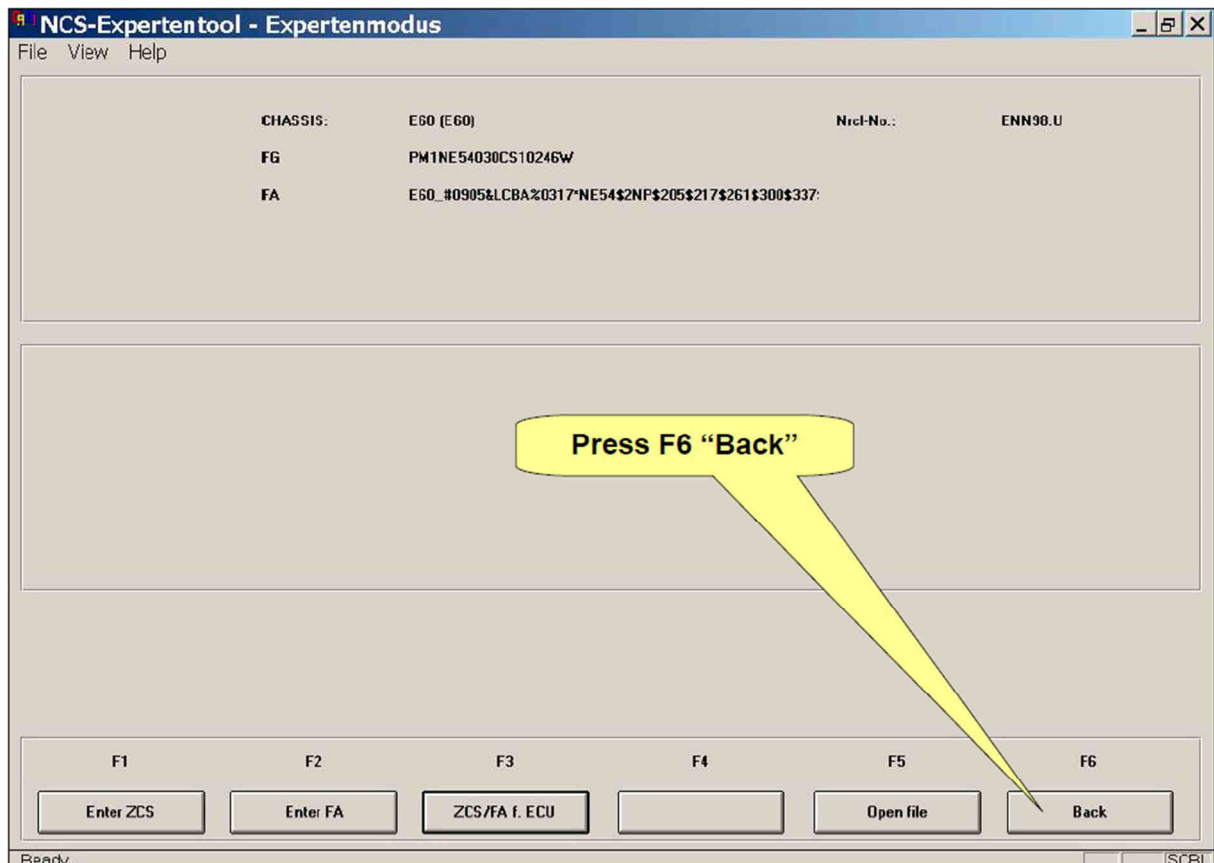 NCS-Expertentool - Expertenmodus
File View Help
CHASSIS: E60 (E60) Nrcl-No.: ENN98.U
FG PM1NE54030CS10246W
FA E60_#0905&LCBA%0317*NE54$2NP$205$217$261$300$337
Press F6 “Back”
F1 F2 F3 F4 F5 F6
Enter ZCS Enter FA ZCS/FA f. ECU Open file Back
Ready SCRL